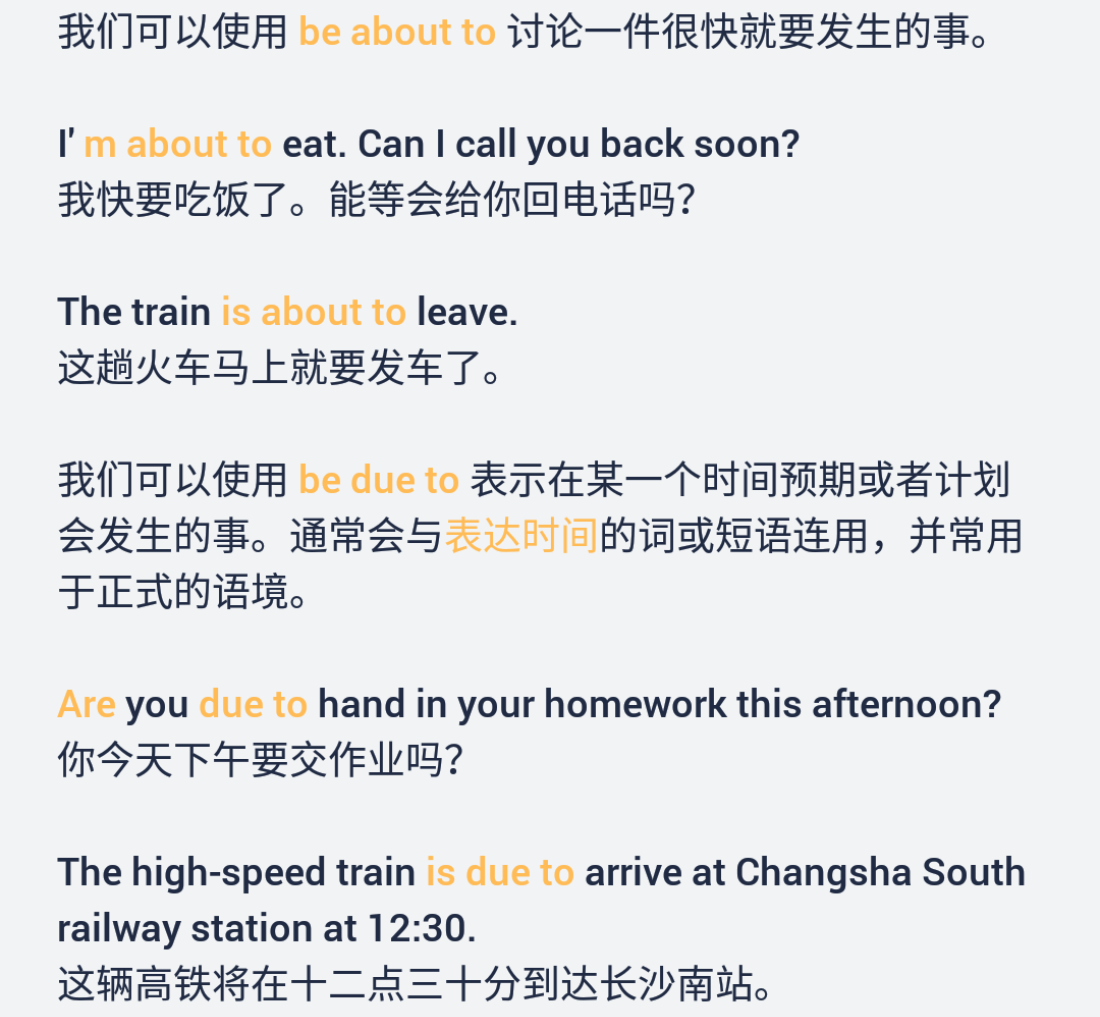 我们可以使用 be about to 讨论一件很快就要发生的事。
I' m about to eat. Can I call you back soon?
我快要吃饭了。能等会给你回电话吗？
The train is about to leave.
这趟火车马上就要发车了。
我们可以使用 be due to 表示在某一个时间预期或者计划
会发生的事。通常会与表达时间的词或短语连用，并常用
于正式的语境。
Are you due to hand in your homework this afternoon?
你今天下午要交作业吗？
The high-speed train is due to arrive at Changsha South
railway station at 12:30.
这辆高铁将在十二点三十分到达长沙南站。